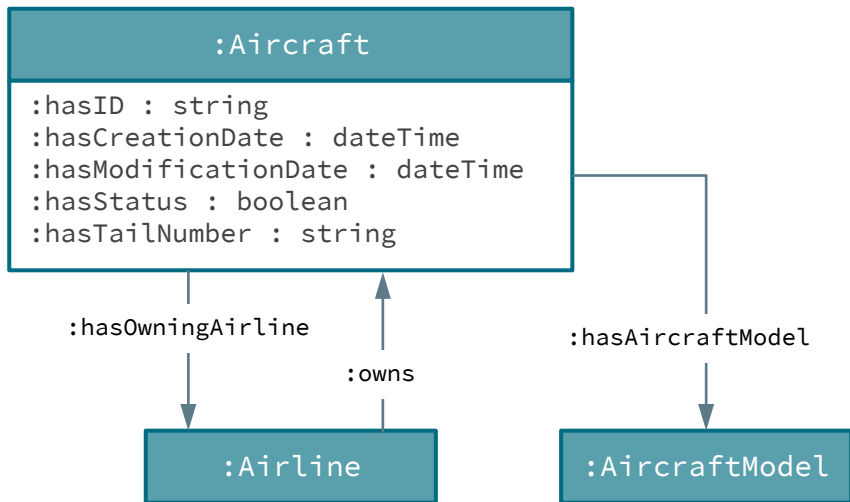 :Aircraft
:hasID : string
:hasCreationDate : dateTime
:hasModificationDate : dateTime
:hasStatus : boolean
:hasTailNumber : string
:hasOwningAirline
:hasAircraftModel
:owns
:Airline
:AircraftModel